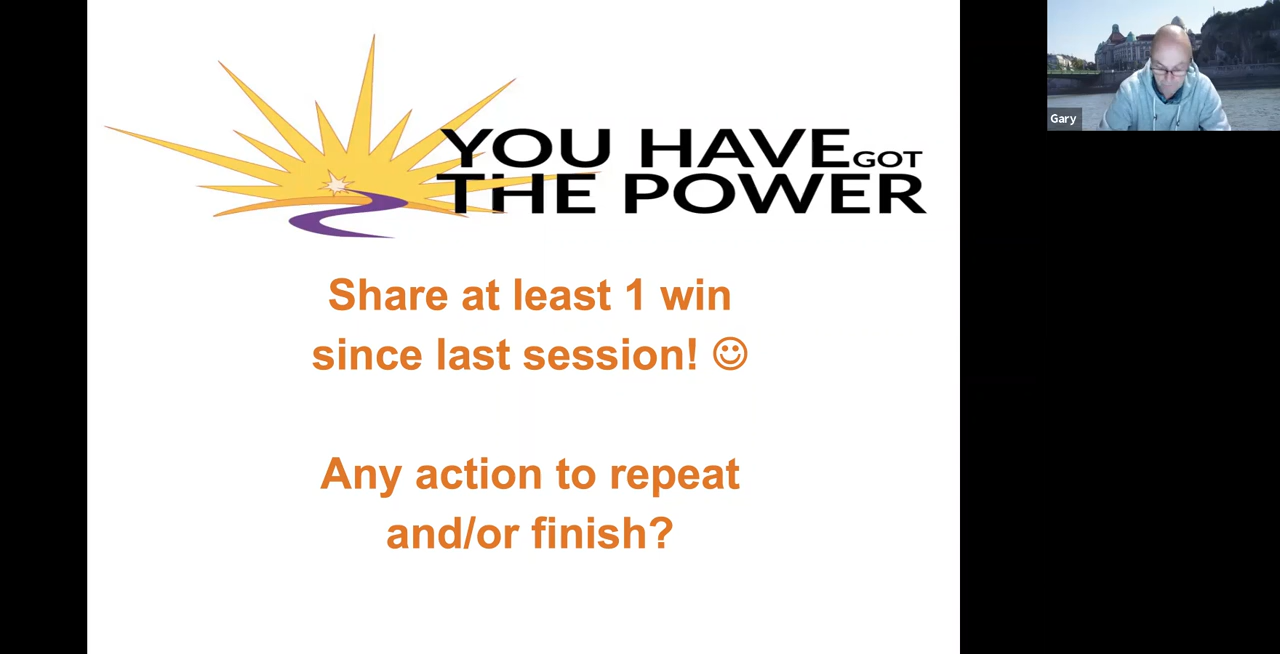 YOU HAVE GOT
THE POWER
Share at least 1 win
since last session! ☺
Any action to repeat
and/or finish?
Gary